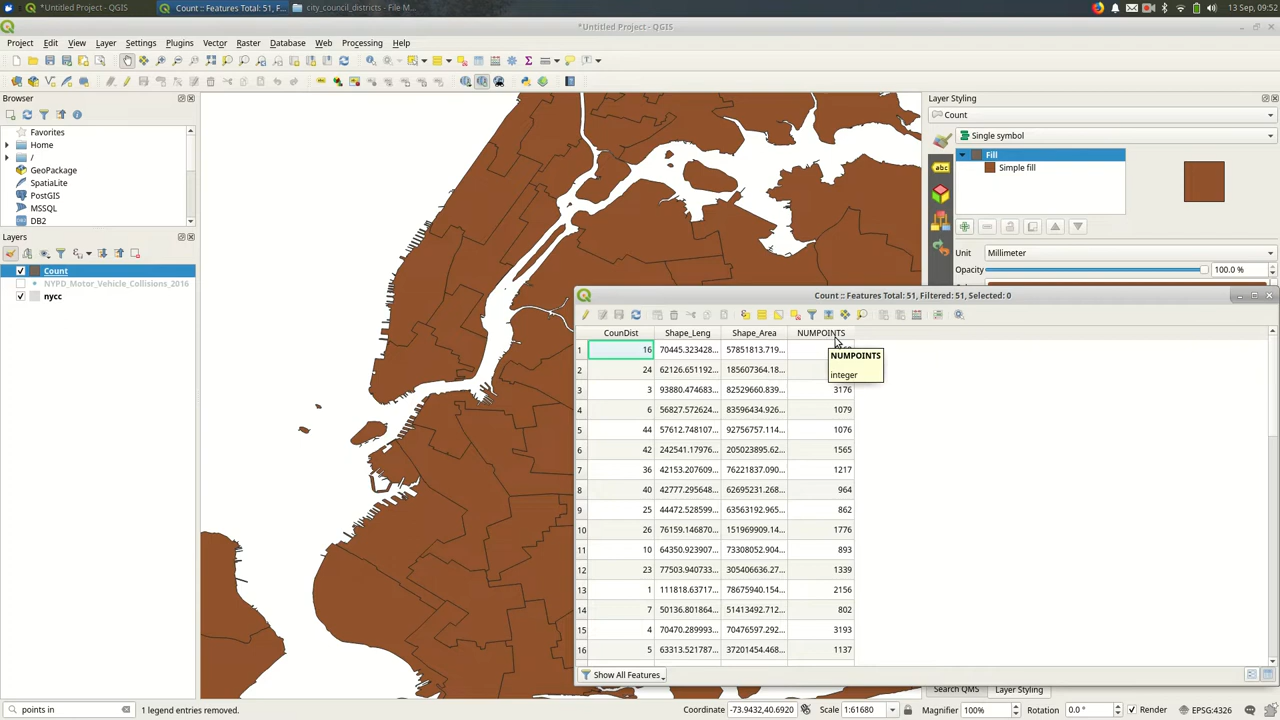 *Untitled Project - QGIS
Count :: Features Total: 51, F...
city_council_districts - File M...
13 Sep, 09:52
*Untitled Project - QGIS
Project Edit View Layer Settings Plugins Vector Raster Database Web Processing Help
Browser
Favorites
Home
/
GeoPackage
SpatiaLite
PostGIS
MSSQL
DB2
Layers
Count
NYPD_Motor_Vehicle_Collisions_2016
nycc
Layer Styling
Count
Single symbol
Fill
Simple fill
Unit Millimeter
Opacity 100.0 %
Count :: Features Total: 51, Filtered: 51, Selected: 0
CounDist Shape_Leng Shape_Area NUMPOINTS
1 16 70445.323428... 57851813.719...
2 24 62126.651192... 185607364.18...
3 3 93880.474683... 82529660.839... 3176
4 6 56827.572624... 83596434.926... 1079
5 44 57612.748107... 92756757.114... 1076
6 42 242541.17976... 205023895.62... 1565
7 36 42153.207609... 76221837.090... 1217
8 40 42777.295648... 62695231.268... 964
9 25 44472.528599... 63563192.965... 862
10 26 76159.146870... 151969909.14... 1776
11 10 64350.923907... 73308052.904... 893
12 23 77503.940733... 305406636.27... 1339
13 1 111818.63717... 78675940.154... 2156
14 7 50136.801864... 51413492.712... 802
15 4 70470.289993... 70476597.292... 3193
16 5 63313.521787... 37201454.468... 1137
NUMPOINTS
integer
Show All Features
Search QMS Layer Styling
points in 1 legend entries removed. Coordinate -73.9432,40.6920 Scale 1:61680 Magnifier 100% Rotation 0.0 ° Render EPSG:4326